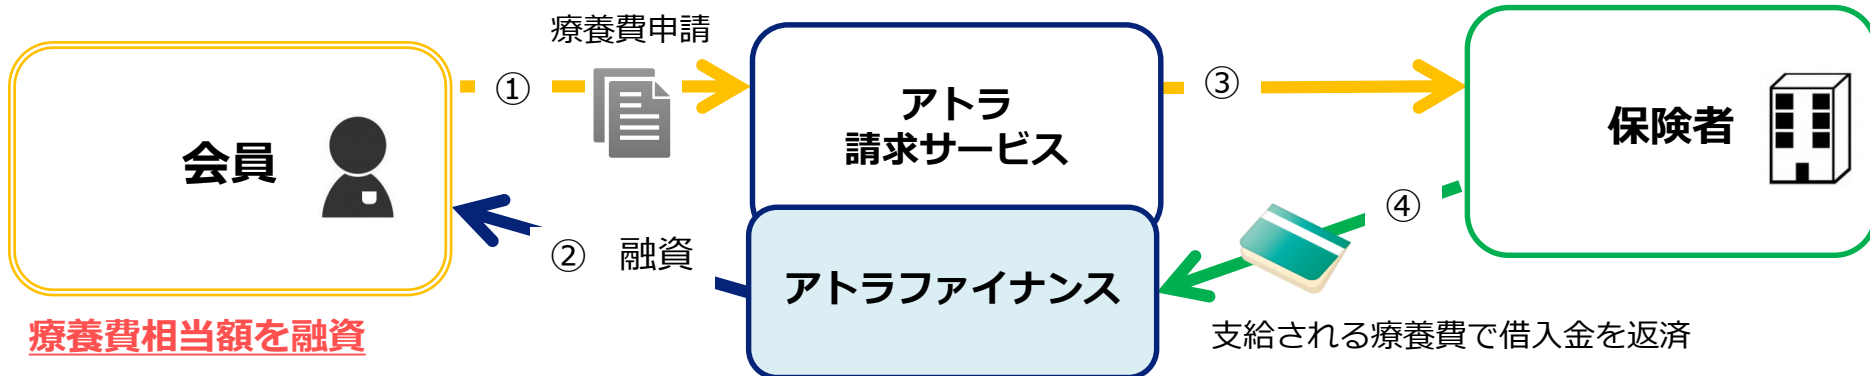 療養費申請
①
会員
アトラ
請求サービス
③
保険者
②
融資
アトラファイナンス
④
療養費相当額を融資
支給される療養費で借入金を返済